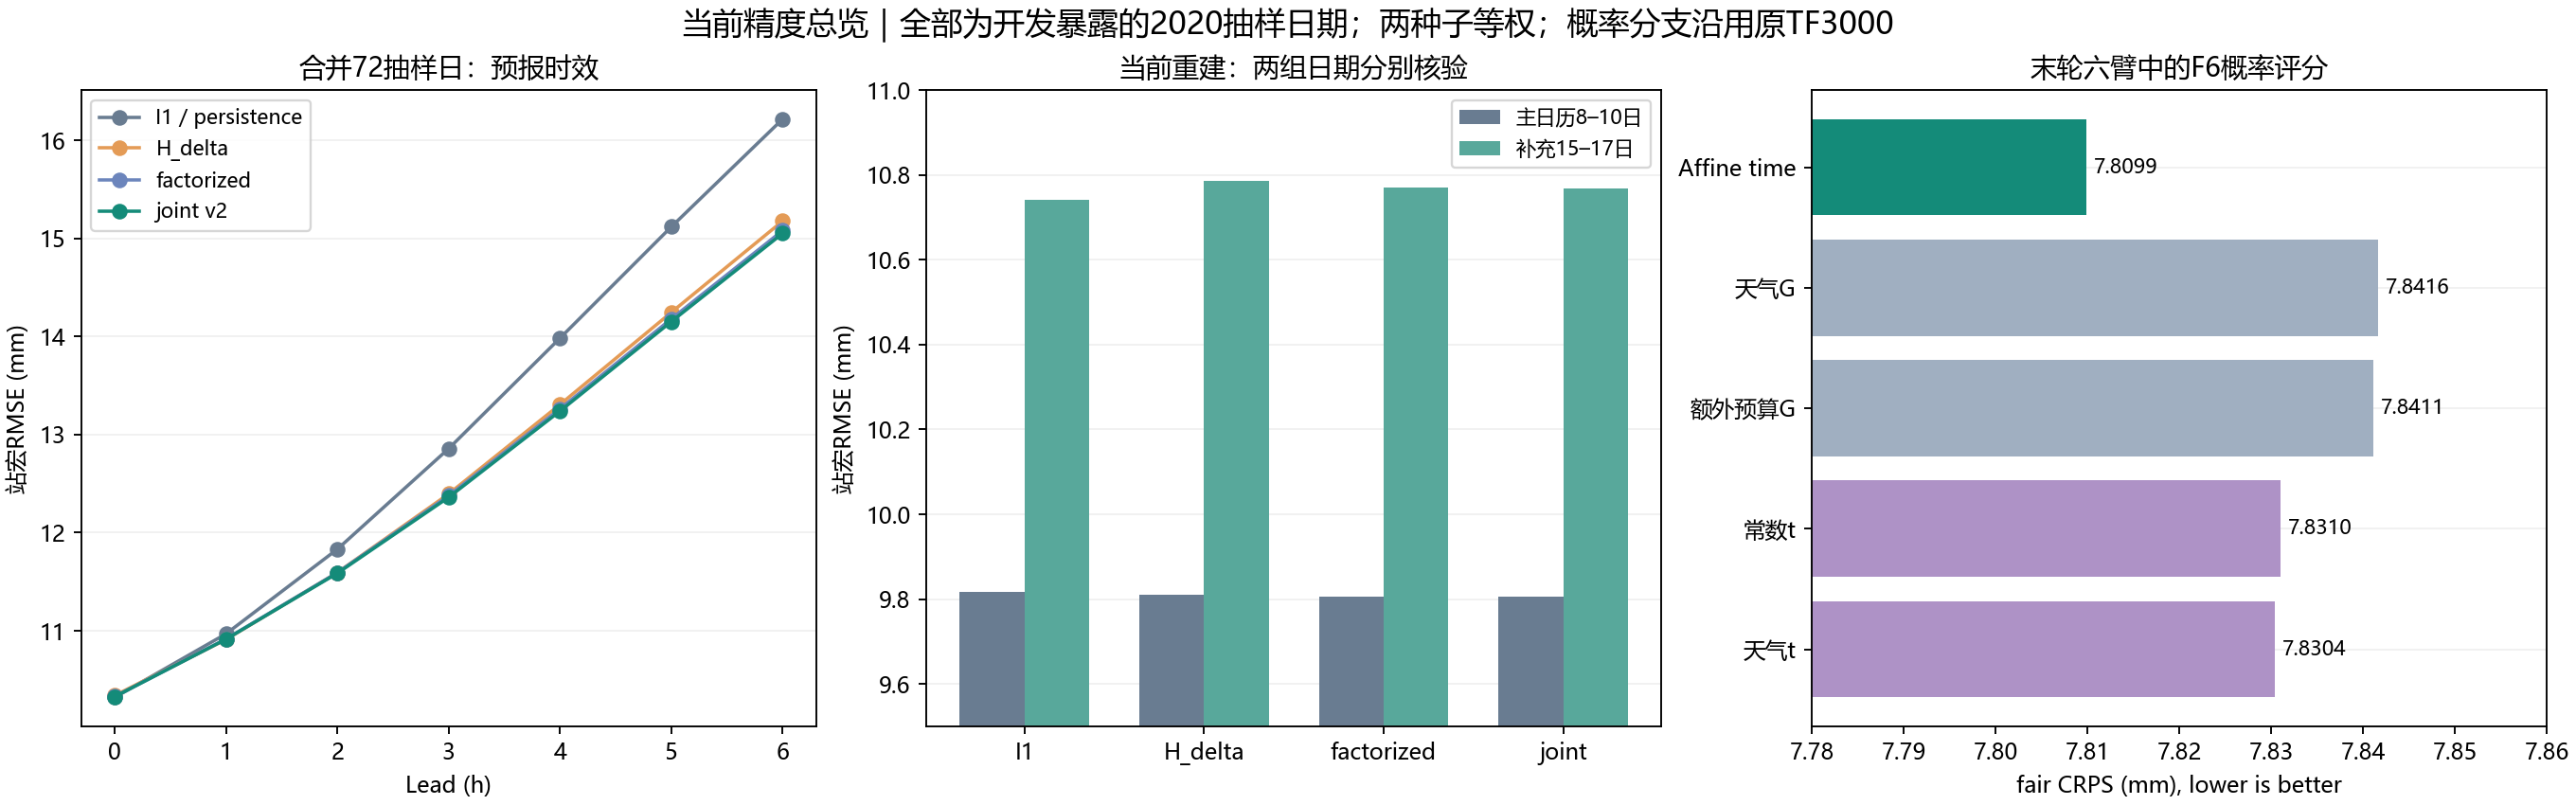 当前精度总览 | 全部为开发暴露的2020抽样日期；两种子等权；概率分支沿用原TF3000
合并72抽样日：预报时效
I1 / persistence
H_delta
factorized
joint v2
站宏RMSE (mm)
16
15
14
13
12
11
0 1 2 3 4 5 6
Lead (h)
当前重建：两组日期分别核验
主日历8–10日
补充15–17日
站宏RMSE (mm)
11.0
10.8
10.6
10.4
10.2
10.0
9.8
9.6
I1 H_delta factorized joint
末轮六臂中的F6概率评分
Affine time 7.8099
天气G 7.8416
额外预算G 7.8411
常数t 7.8310
天气t 7.8304
7.78 7.79 7.80 7.81 7.82 7.83 7.84 7.85 7.86
fair CRPS (mm), lower is better